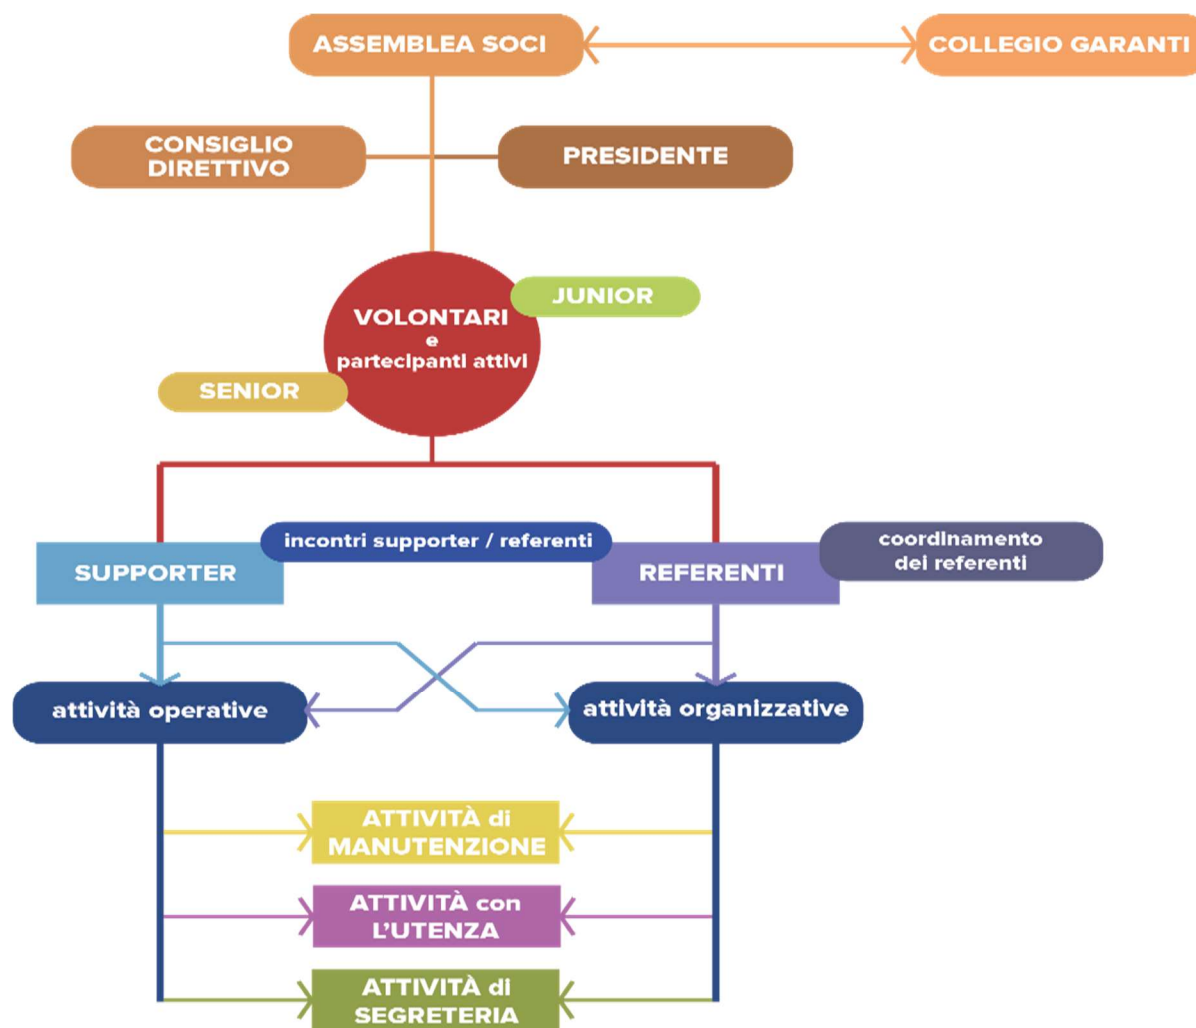 ASSEMBLEA SOCI
COLLEGIO GARANTI
CONSIGLIO
DIRETTIVO
PRESIDENTE
JUNIOR
VOLONTARI
e
partecipanti attivi
SENIOR
incontri supporter / referenti
coordinamento
dei referenti
SUPPORTER
REFERENTI
attività operative
attività organizzative
ATTIVITÀ di
MANUTENZIONE
ATTIVITÀ con
L'UTENZA
ATTIVITÀ di
SEGRETERIA